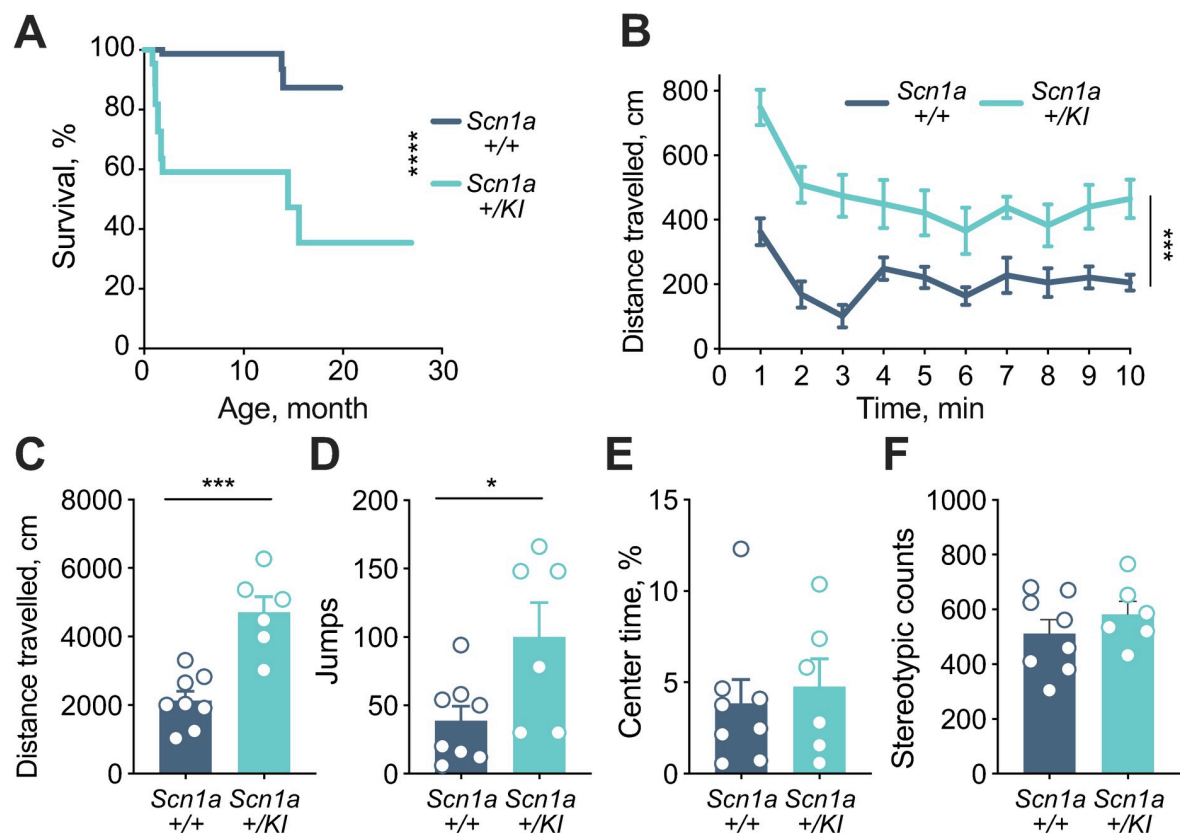 A
Survival, %
100
80
60
40
20
0
0 10 20 30
Age, month
****
Scn1a
+/+
Scn1a
+/KI
B
Distance travelled, cm
800
600
400
200
0
0 1 2 3 4 5 6 7 8 9 10
Time, min
Scn1a
+/+
Scn1a
+/KI
***
C
Distance travelled, cm
8000
6000
4000
2000
0
***
Scn1a Scn1a
+/+ +/KI
D
Jumps
200
150
100
50
0
*
Scn1a Scn1a
+/+ +/KI
E
Center time, %
15
10
5
0
Scn1a Scn1a
+/+ +/KI
F
Stereotypic counts
1000
800
600
400
200
0
Scn1a Scn1a
+/+ +/KI